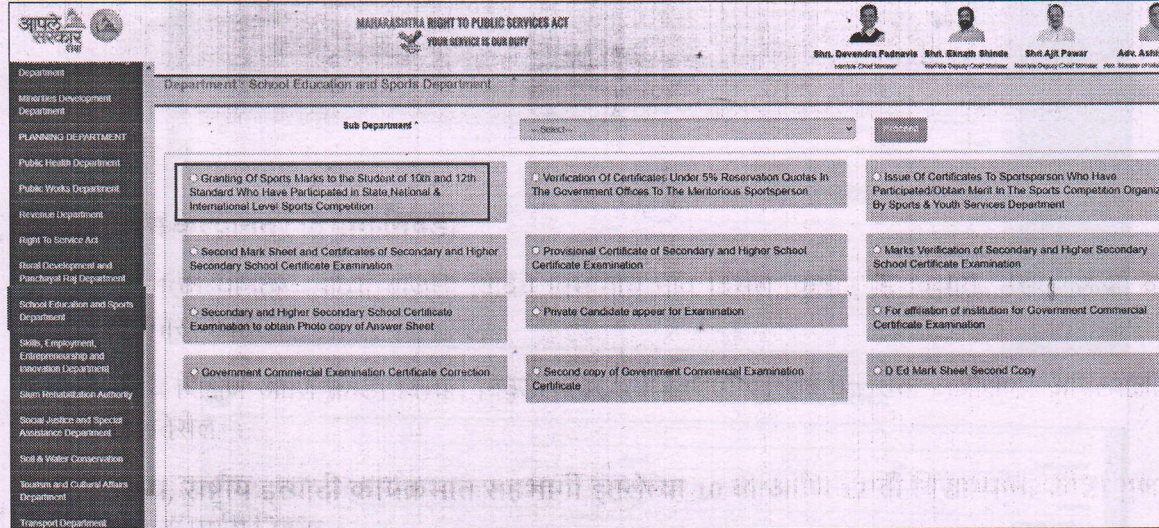 आपले
सरकार
सेवा
MAHARASHTRA RIGHT TO PUBLIC SERVICES ACT
YOUR SERVICE IS OUR DUTY
Shri. Devendra Fadnavis
Shri. Eknath Shinde
Shri Ajit Pawar
Adv. Ashi
Department
Minorities Development
Department
PLANNING DEPARTMENT
Public Health Department
Public Works Department
Revenue Department
Right To Service Act
Rural Development and
Panchayat Raj Department
School Education and Sports
Department
Skills, Employment,
Entrepreneurship and
Innovation Department
Slum Rehabilitation Authority
Social Justice and Special
Assistance Department
Soil & Water Conservation
Tourism and Cultural Affairs
Department
Transport Department
Department : School Education and Sports Department
Sub Department *
--Select--
Proceed
Granting Of Sports Marks to the Student of 10th and 12th
Standard Who Have Participated in State,National &
International Level Sports Competition
Verification Of Certificates Under 5% Reservation Quotas In
The Government Offices To The Meritorious Sportsperson
Issue Of Certificates To Sportsperson Who Have
Participated/Obtain Merit In The Sports Competition Organiz
By Sports & Youth Services Department
Second Mark Sheet and Certificates of Secondary and Higher
Secondary School Certificate Examination
Provisional Certificate of Secondary and Higher School
Certificate Examination
Marks Verification of Secondary and Higher Secondary
School Certificate Examination
Secondary and Higher Secondary School Certificate
Examination to obtain Photo copy of Answer Sheet
Private Candidate appear for Examination
For affiliation of institution for Government Commercial
Certificate Examination
Government Commercial Examination Certificate Correction
Second copy of Government Commercial Examination
Certificate
D Ed Mark Sheet Second Copy